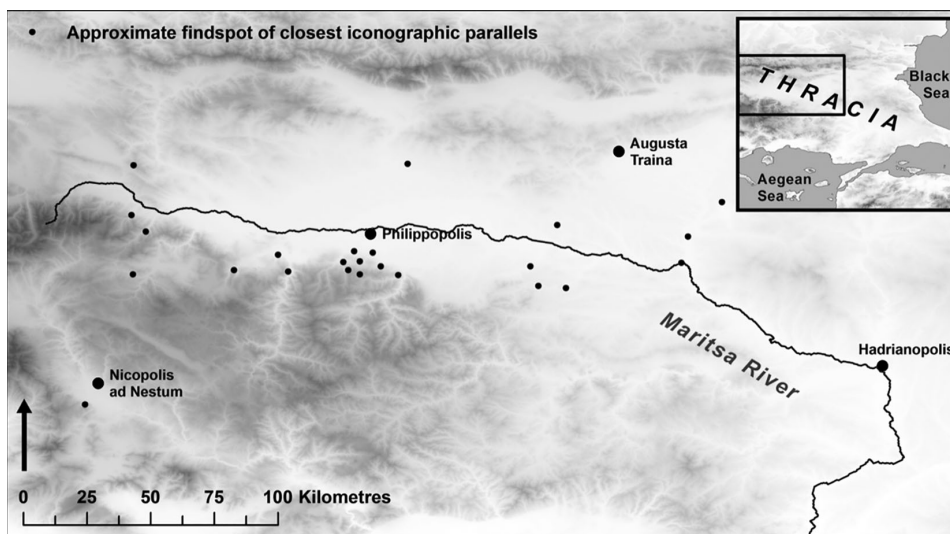 Approximate findspot of closest iconographic parallels
Black
Sea
THRACIA
Aegean
Sea
Augusta
Traina
Philippopolis
Maritsa River
Hadrianopolis
Nicopolis
ad Nestum
0 25 50 75 100 Kilometres